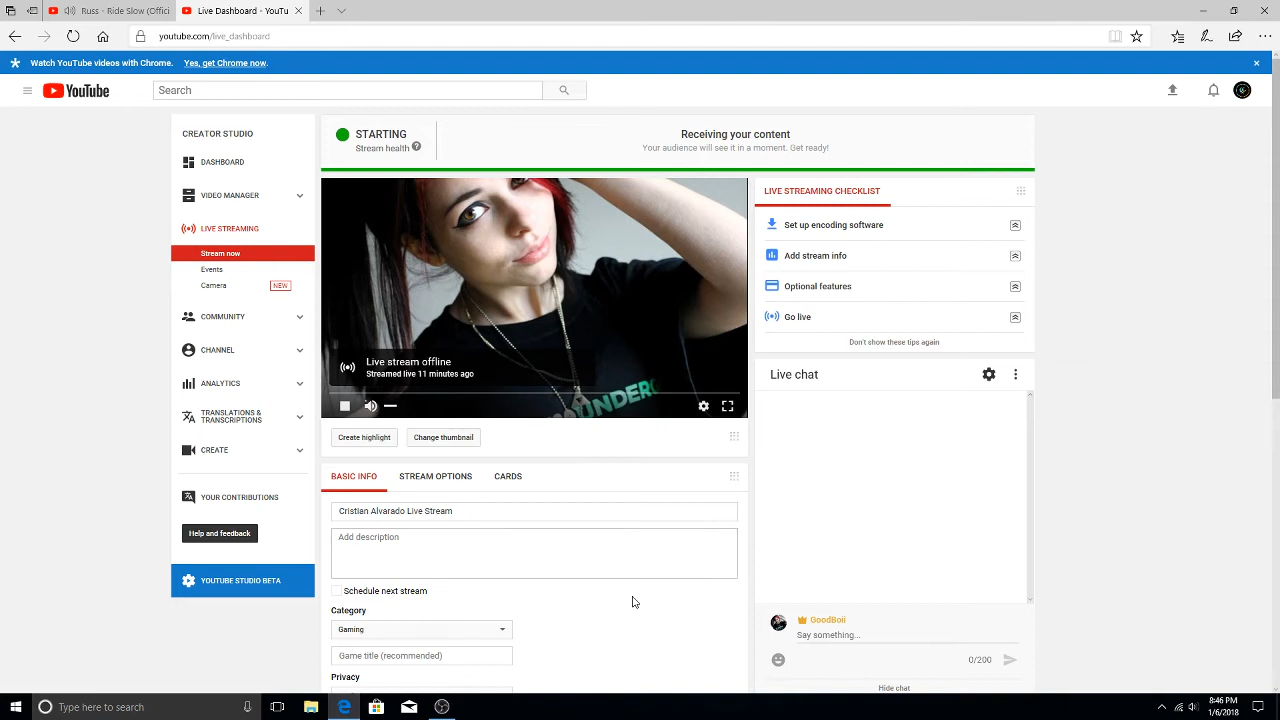 Russ - Ride Slow (Offici
Live Dashboard - YouTu
youtube.com/live_dashboard
Watch YouTube videos with Chrome. Yes, get Chrome now.
YouTube
Search
CREATOR STUDIO
DASHBOARD
VIDEO MANAGER
LIVE STREAMING
Stream now
Events
Camera NEW
COMMUNITY
CHANNEL
ANALYTICS
TRANSLATIONS &
TRANSCRIPTIONS
CREATE
YOUR CONTRIBUTIONS
Help and feedback
YOUTUBE STUDIO BETA
STARTING
Stream health ?
Receiving your content
Your audience will see it in a moment. Get ready!
Live stream offline
Streamed live 11 minutes ago
UNDERC
Create highlight
Change thumbnail
BASIC INFO STREAM OPTIONS CARDS
Cristian Alvarado Live Stream
Add description
Schedule next stream
Category
Gaming
Game title (recommended)
Privacy
LIVE STREAMING CHECKLIST
Set up encoding software
Add stream info
Optional features
Go live
Don't show these tips again
Live chat
GoodBoii
Say something...
0/200
Hide chat
Type here to search
8:46 PM
1/6/2018